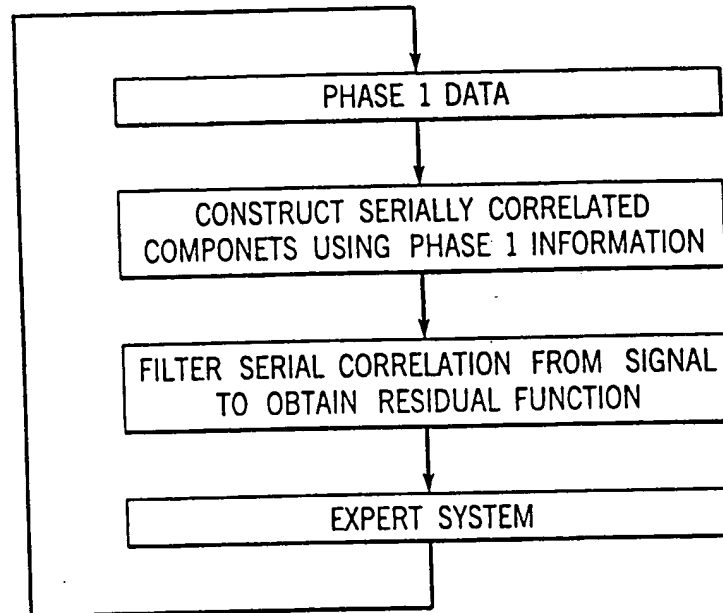 PHASE 1 DATA
CONSTRUCT SERIALLY CORRELATED
COMPONETS USING PHASE 1 INFORMATION
FILTER SERIAL CORRELATION FROM SIGNAL
TO OBTAIN RESIDUAL FUNCTION
EXPERT SYSTEM